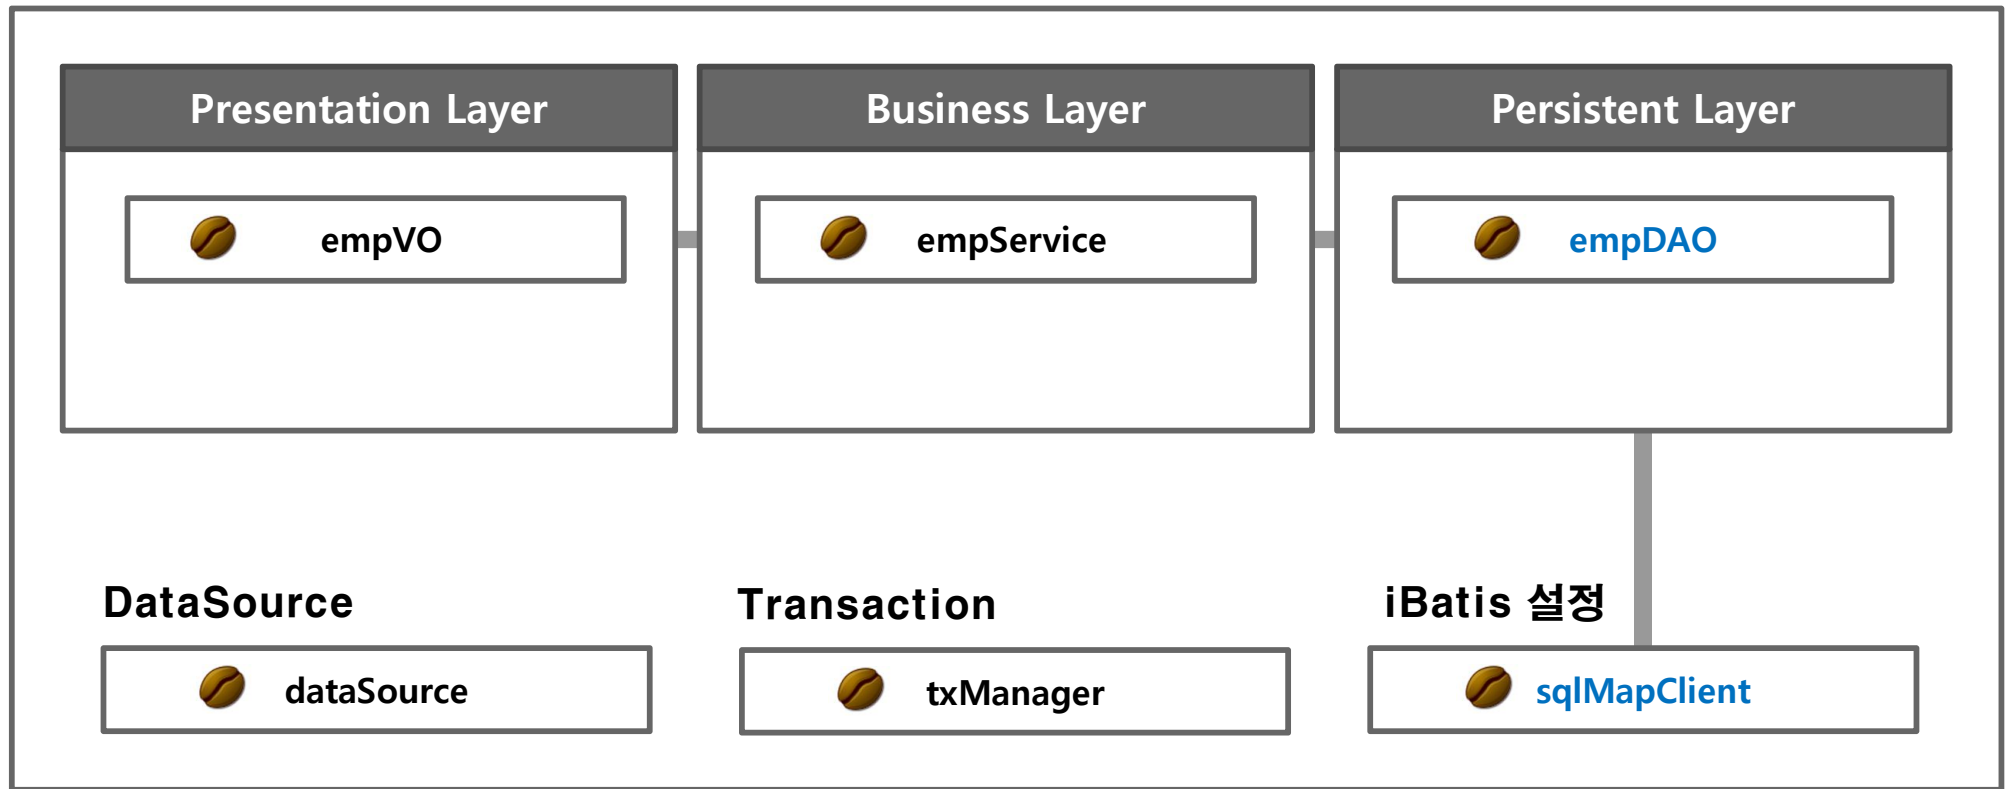 Presentation Layer
Business Layer
Persistent Layer
empVO
empService
empDAO
DataSource
Transaction
iBatis 설정
dataSource
txManager
sqlMapClient